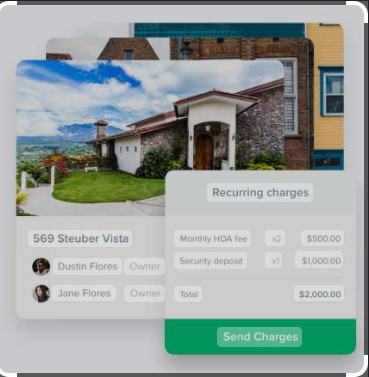 Recurring charges
569 Steuber Vista
Monthly HOA fee x2 $500.00
Dustin Flores Owner
Security deposit x1 $1,000.00
Jane Flores Owner
Total $2,000.00
Send Charges